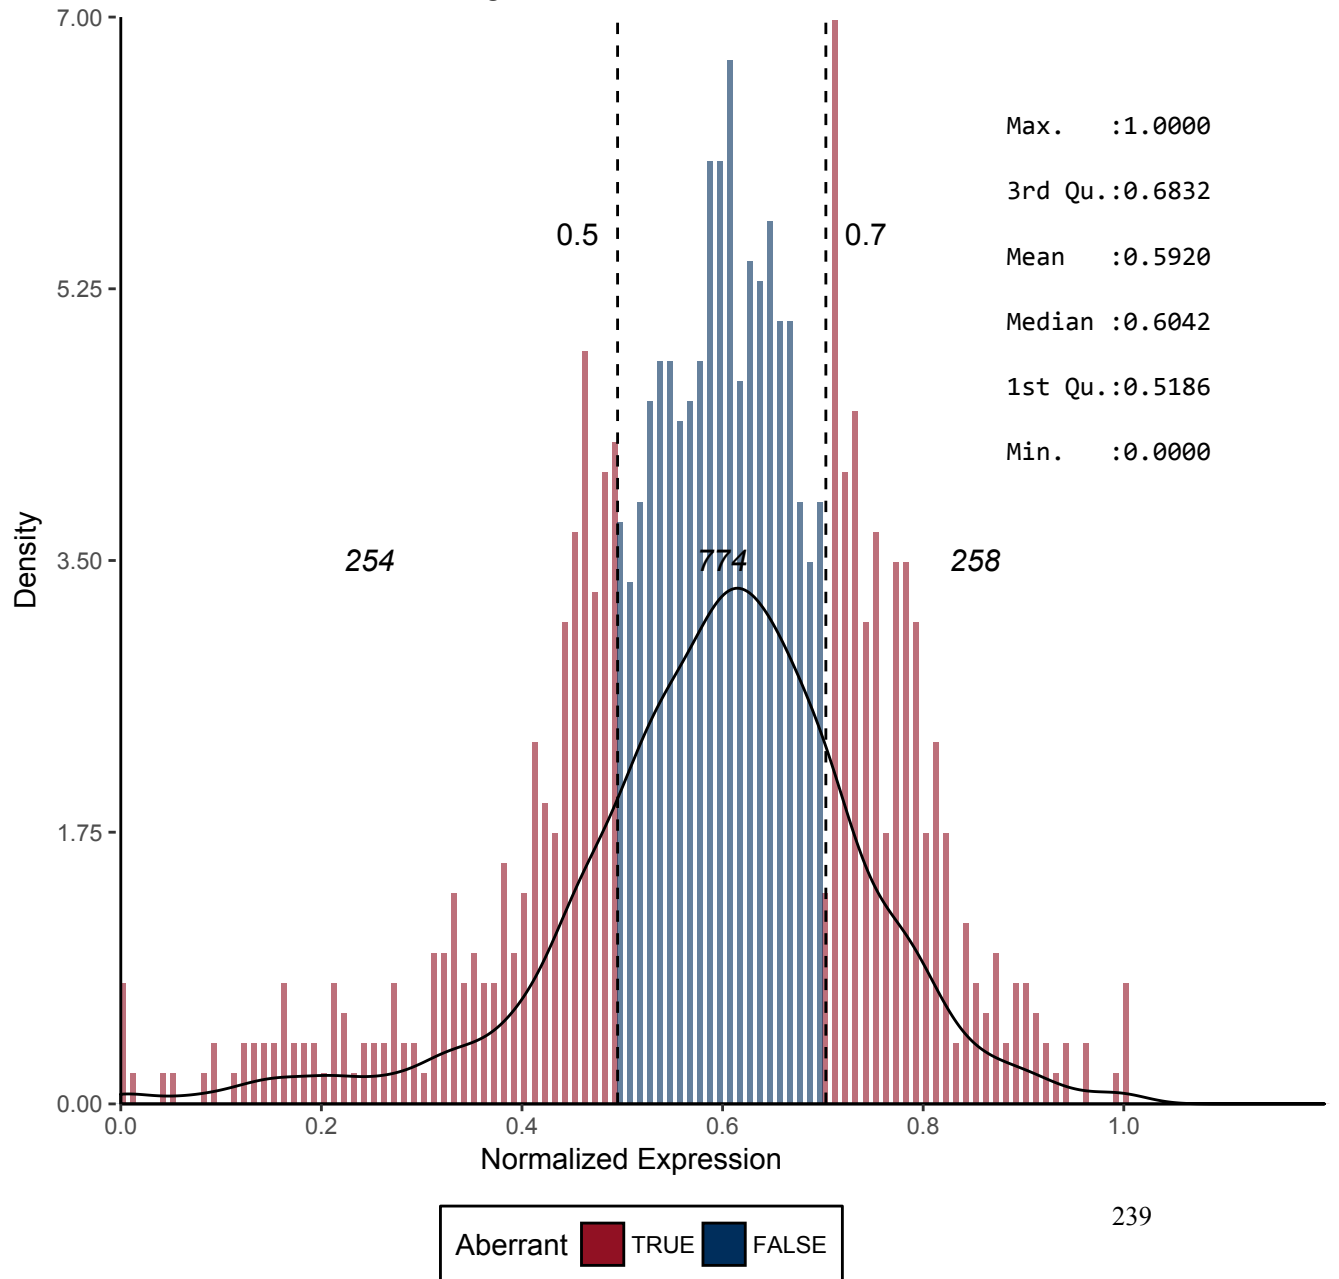 7.00
5.25
3.50
1.75
0.00
Density
0.5
0.7
254
774
258
Max. :1.0000
3rd Qu.:0.6832
Mean :0.5920
Median :0.6042
1st Qu.:0.5186
Min. :0.0000
0.0 0.2 0.4 0.6 0.8 1.0
Normalized Expression
239
Aberrant TRUE FALSE